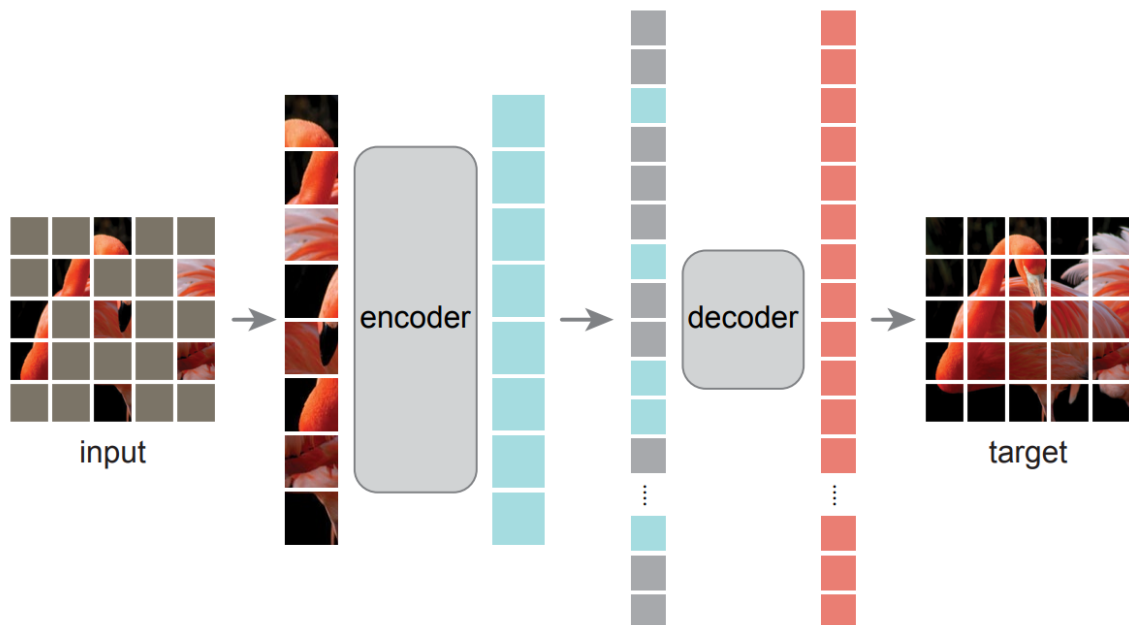 input
encoder
decoder
target